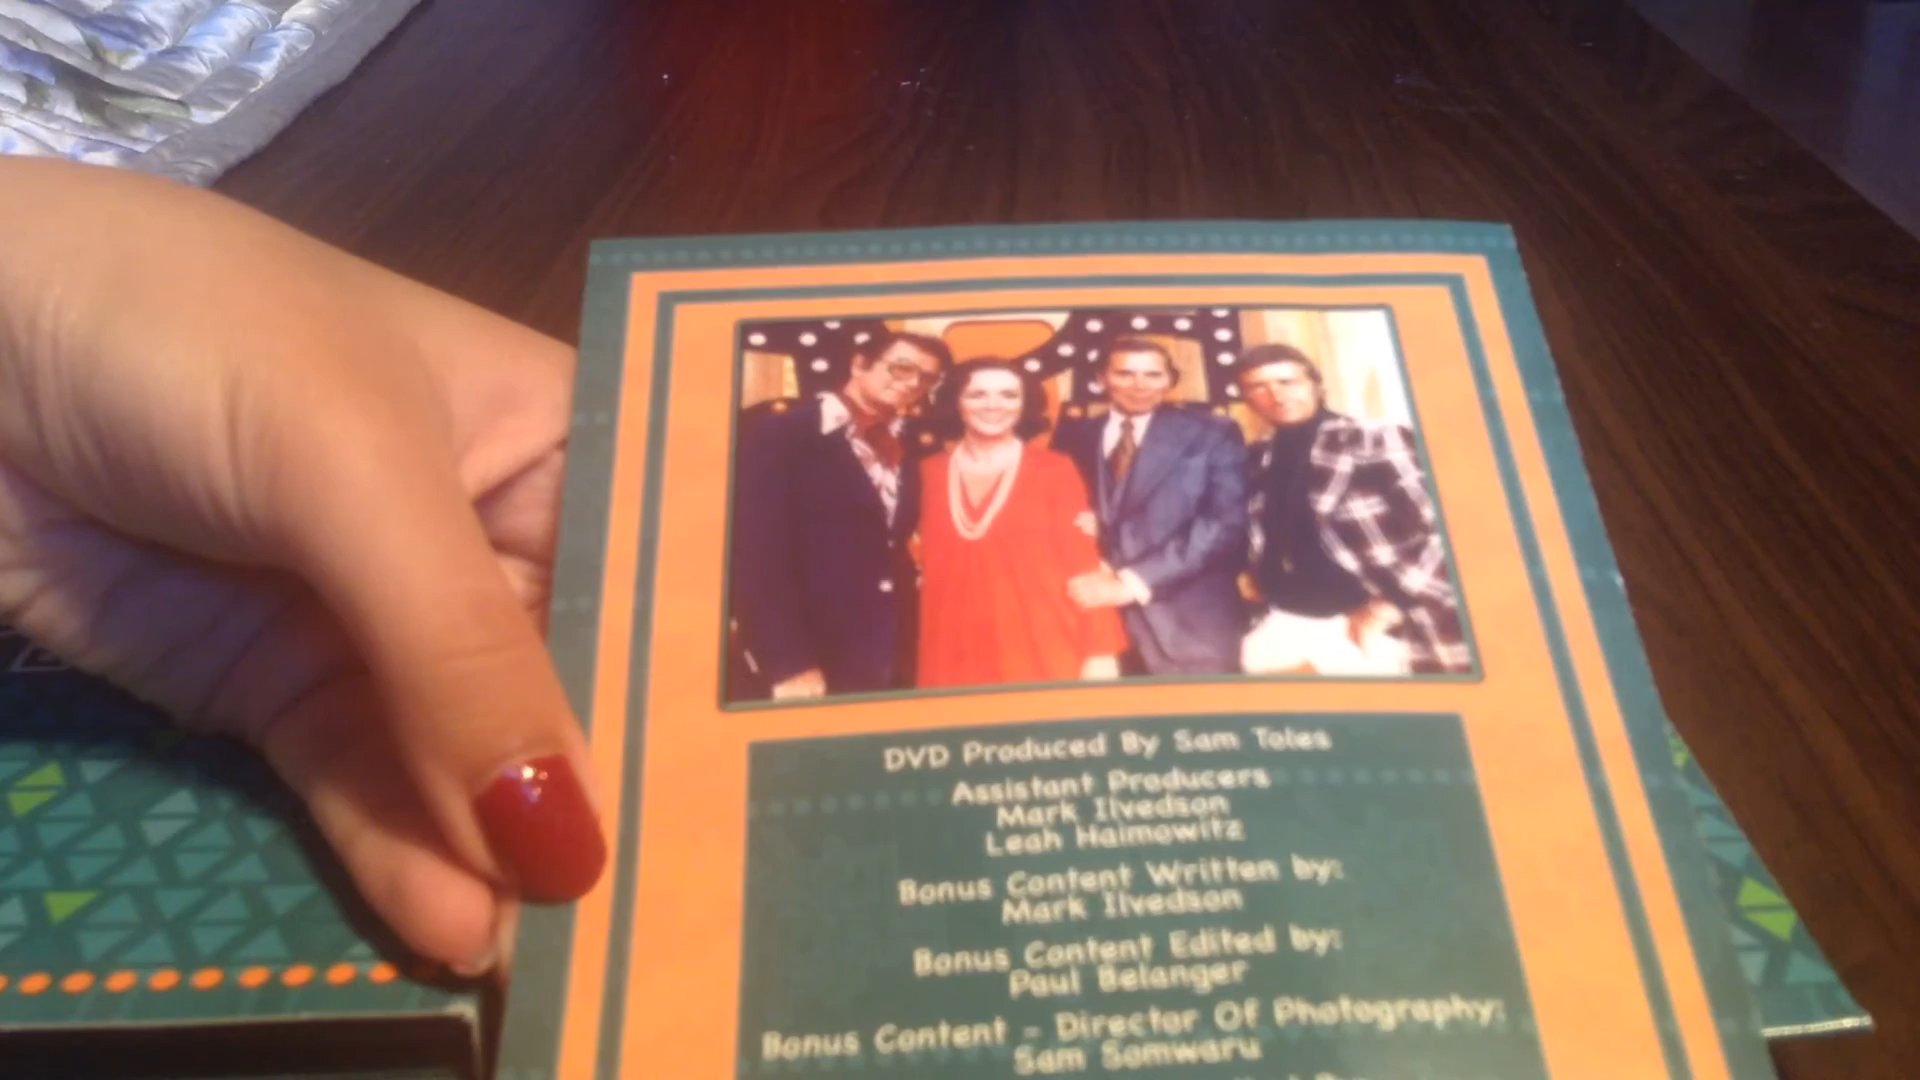 DVD Produced By Sam Toles
Assistant Producers
Mark Ilvedson
Leah Haimowitz
Bonus Content Written by:
Mark Ilvedson
Bonus Content Edited by:
Paul Belanger
Bonus Content - Director Of Photography:
Sam Somwaru